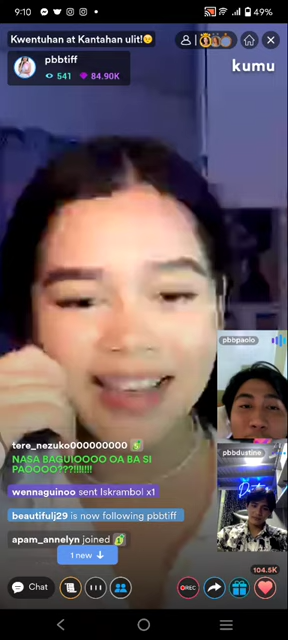 9:10
49%
Kwentuhan at Kantahan ulit!
pbbtiff
541 84.90K
kumu
pbbpaolo
pbbdustine
tere_nezuko000000000
NASA BAGUIOOOO OA BA SI
PAOOOO???!!!!!!!
wennaguinoo sent Iskrambol x1
beautifulj29 is now following pbbtiff
apam_annelyn joined
1 new ↓
104.5K
Chat
REC